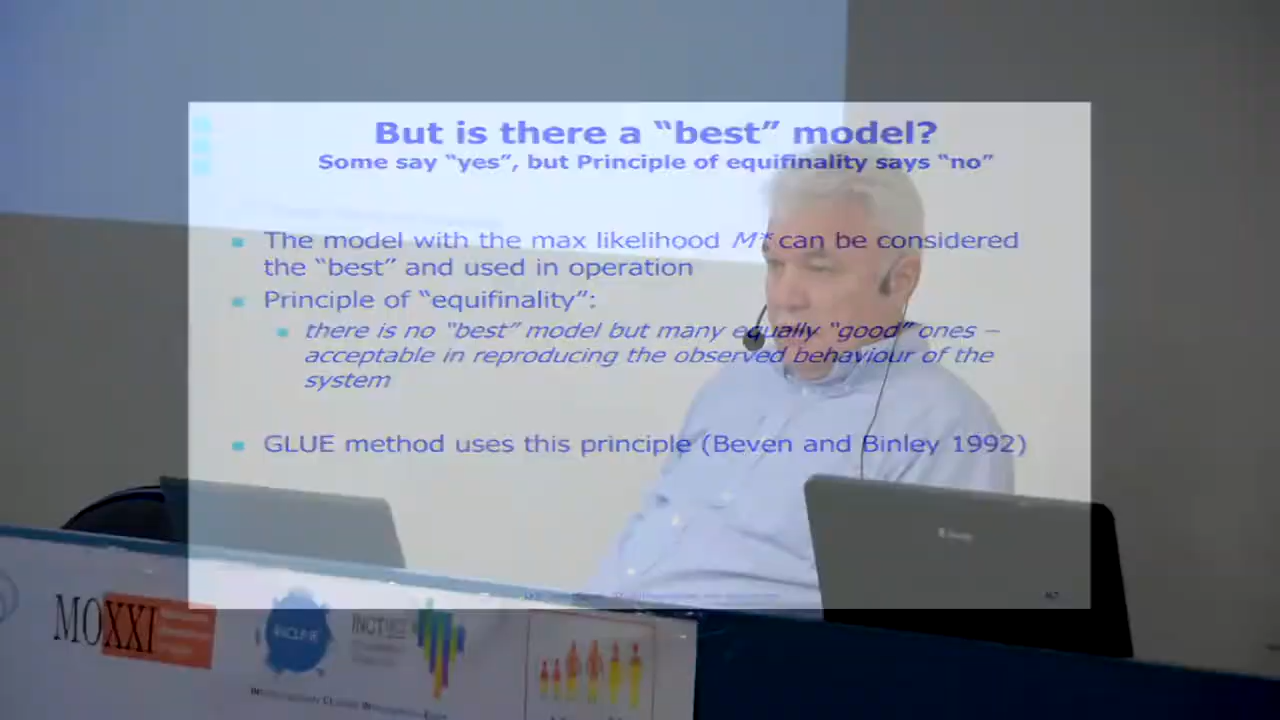 But is there a “best” model?
Some say “yes”, but Principle of equifinality says “no”
The model with the max likelihood M* can be considered
the “best” and used in operation
Principle of “equifinality”:
there is no “best” model but many equally “good” ones –
acceptable in reproducing the observed behaviour of the
system
GLUE method uses this principle (Beven and Binley 1992)
MOXXI